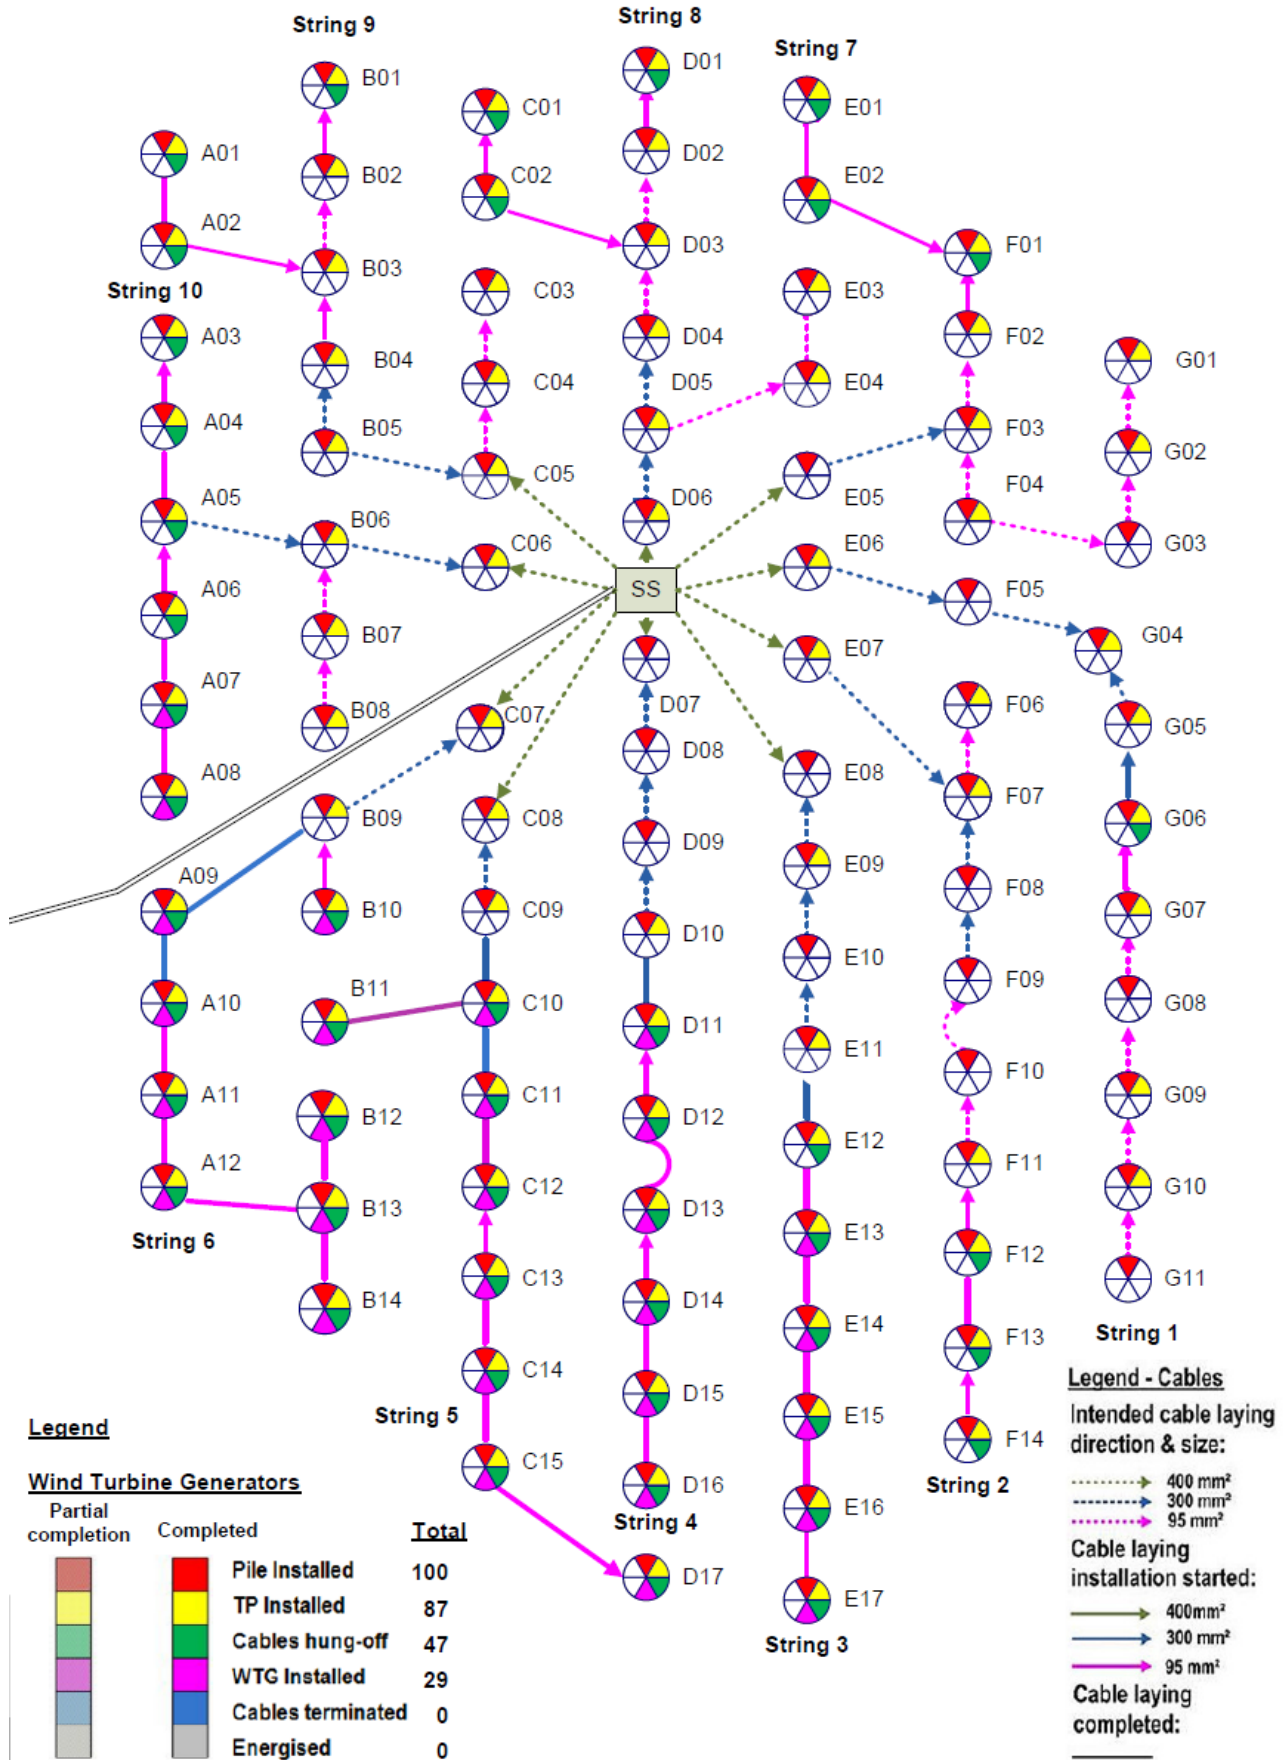 String 8
String 9
String 7
D01
B01
E01
C01
A01
D02
B02
C02
E02
A02
D03
F01
B03
String 10
C03
E03
A03
D04
F02
B04
C04
D05
E04
G01
A04
B05
C05
F03
G02
A05
B06
D06
E05
F04
C06
E06
G03
A06
SS
F05
B07
G04
A07
E07
D07
B08
C07
F06
G05
D08
A08
E08
F07
B09
C08
G06
D09
E09
A09
F08
B10
C09
G07
D10
E10
F09
B11
A10
C10
G08
D11
E11
F10
A11
C11
G09
B12
D12
E12
A12
F11
C12
G10
B13
D13
E13
String 6
F12
C13
G11
B14
D14
E14
F13
String 1
C14
D15
E15
String 5
F14
C15
D16
E16
String 2
String 4
D17
E17
String 3
Legend
Wind Turbine Generators
Partial completion
Completed
Total
Pile Installed 100
TP Installed 87
Cables hung-off 47
WTG Installed 29
Cables terminated 0
Energised 0
Legend - Cables
Intended cable laying
direction & size:
400 mm²
300 mm²
95 mm²
Cable laying
installation started:
400mm²
300 mm²
95 mm²
Cable laying
completed: